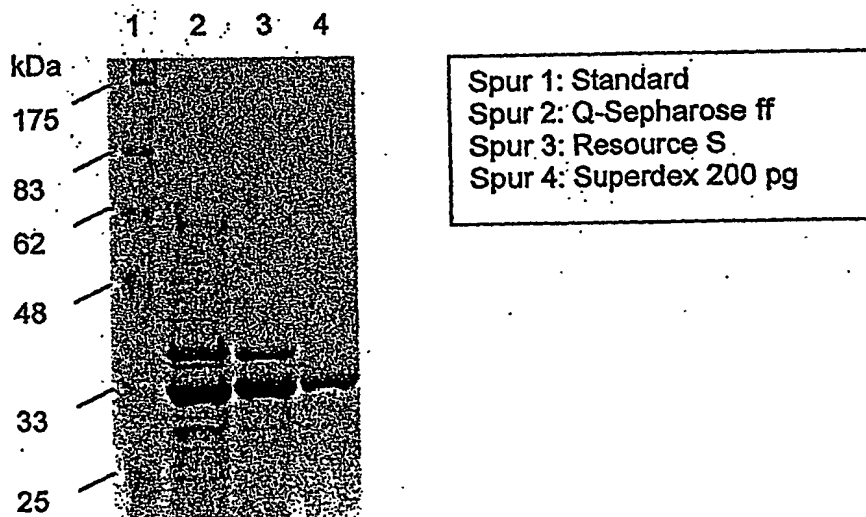 1 2 3 4
kDa
175
83
62
48
33
25
Spur 1: Standard
Spur 2: Q-Sepharose ff
Spur 3: Resource S
Spur 4: Superdex 200 pg